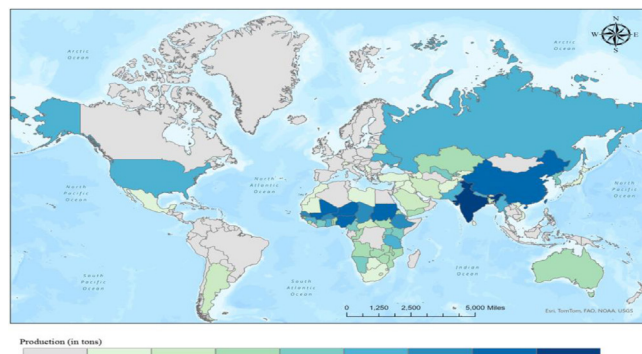 Arctic
Ocean
Arctic
Ocean
N
W
E
S
North
Pacific
Ocean
North
Atlantic
Ocean
North
Pacific
Ocean
South
Pacific
Ocean
South
Atlantic
Ocean
Indian
Ocean
0 1,250 2,500 5,000 Miles
Esri, TomTom, FAO, NOAA, USGS
Production (in tons)